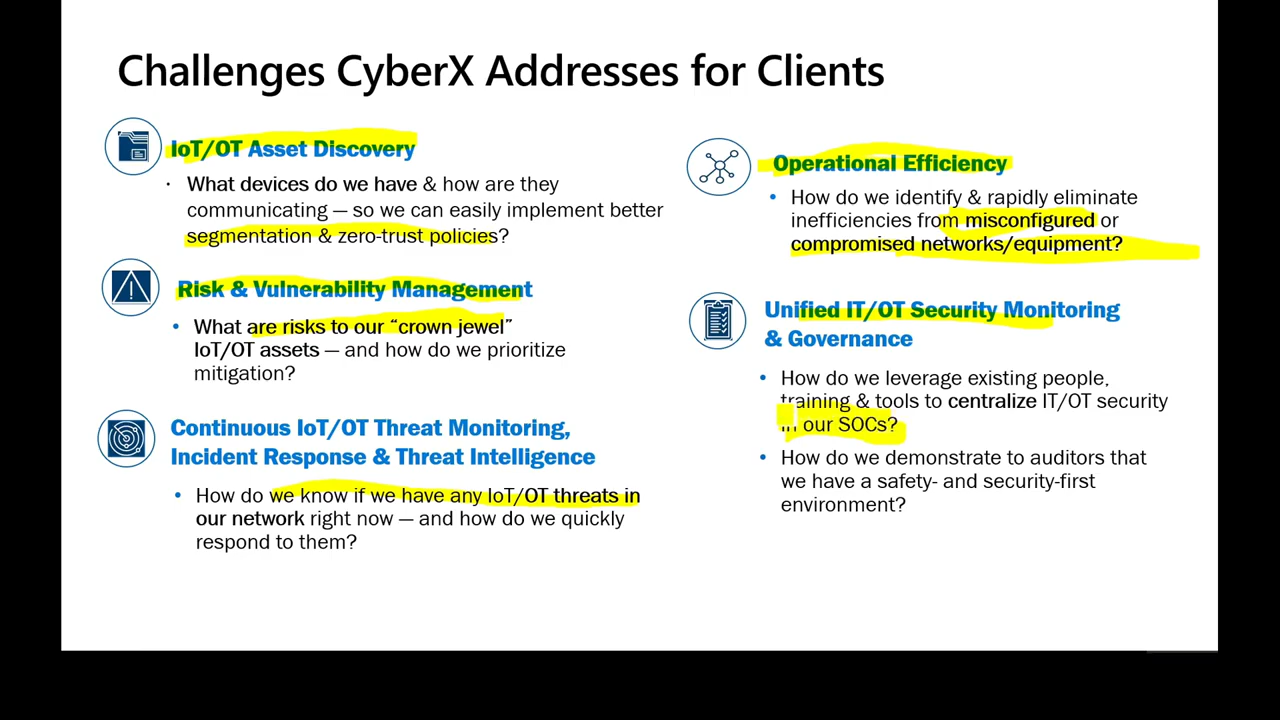 Challenges CyberX Addresses for Clients
IoT/OT Asset Discovery
· What devices do we have & how are they
communicating — so we can easily implement better
segmentation & zero-trust policies?
Risk & Vulnerability Management
• What are risks to our “crown jewel”
IoT/OT assets — and how do we prioritize
mitigation?
Continuous IoT/OT Threat Monitoring,
Incident Response & Threat Intelligence
• How do we know if we have any IoT/OT threats in
our network right now — and how do we quickly
respond to them?
Operational Efficiency
• How do we identify & rapidly eliminate
inefficiencies from misconfigured or
compromised networks/equipment?
Unified IT/OT Security Monitoring
& Governance
• How do we leverage existing people,
training & tools to centralize IT/OT security
in our SOCs?
• How do we demonstrate to auditors that
we have a safety- and security-first
environment?